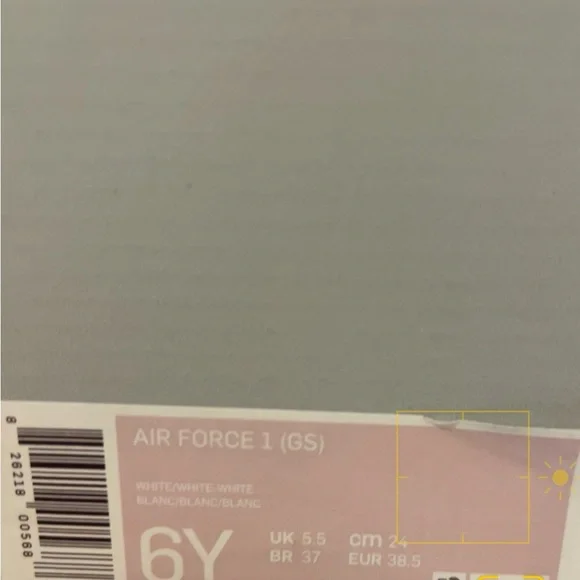 AIR FORCE 1 (GS)
WHITE/WHITE-WHITE
BLANC/BLANC/BLANC
6Y
UK 5.5 cm 24
BR 37 EUR 38.5
8 26218 00568